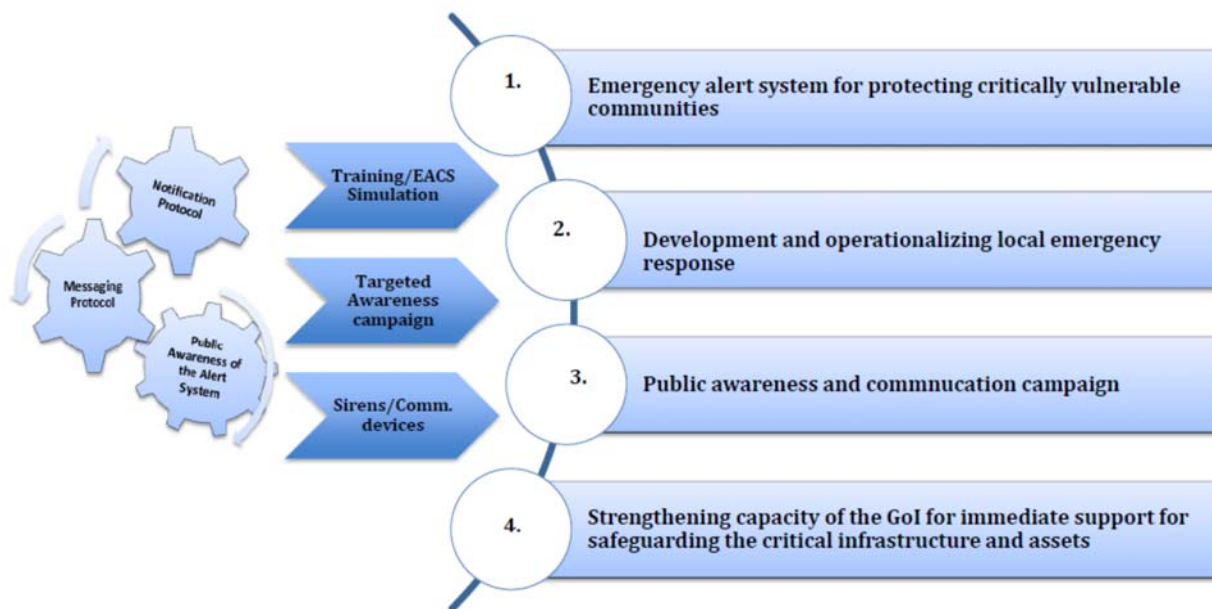 Notification
Protocol
Messaging
Protocol
Public
Awareness of
the Alert
System
Training/EACS
Simulation
Targeted
Awareness
campaign
Sirens/Comm.
devices
1.
Emergency alert system for protecting critically vulnerable
communities
2.
Development and operationalizing local emergency
response
3.
Public awareness and commnucation campaign
4.
Strengthening capacity of the GoI for immediate support for
safeguarding the critical infrastructure and assets